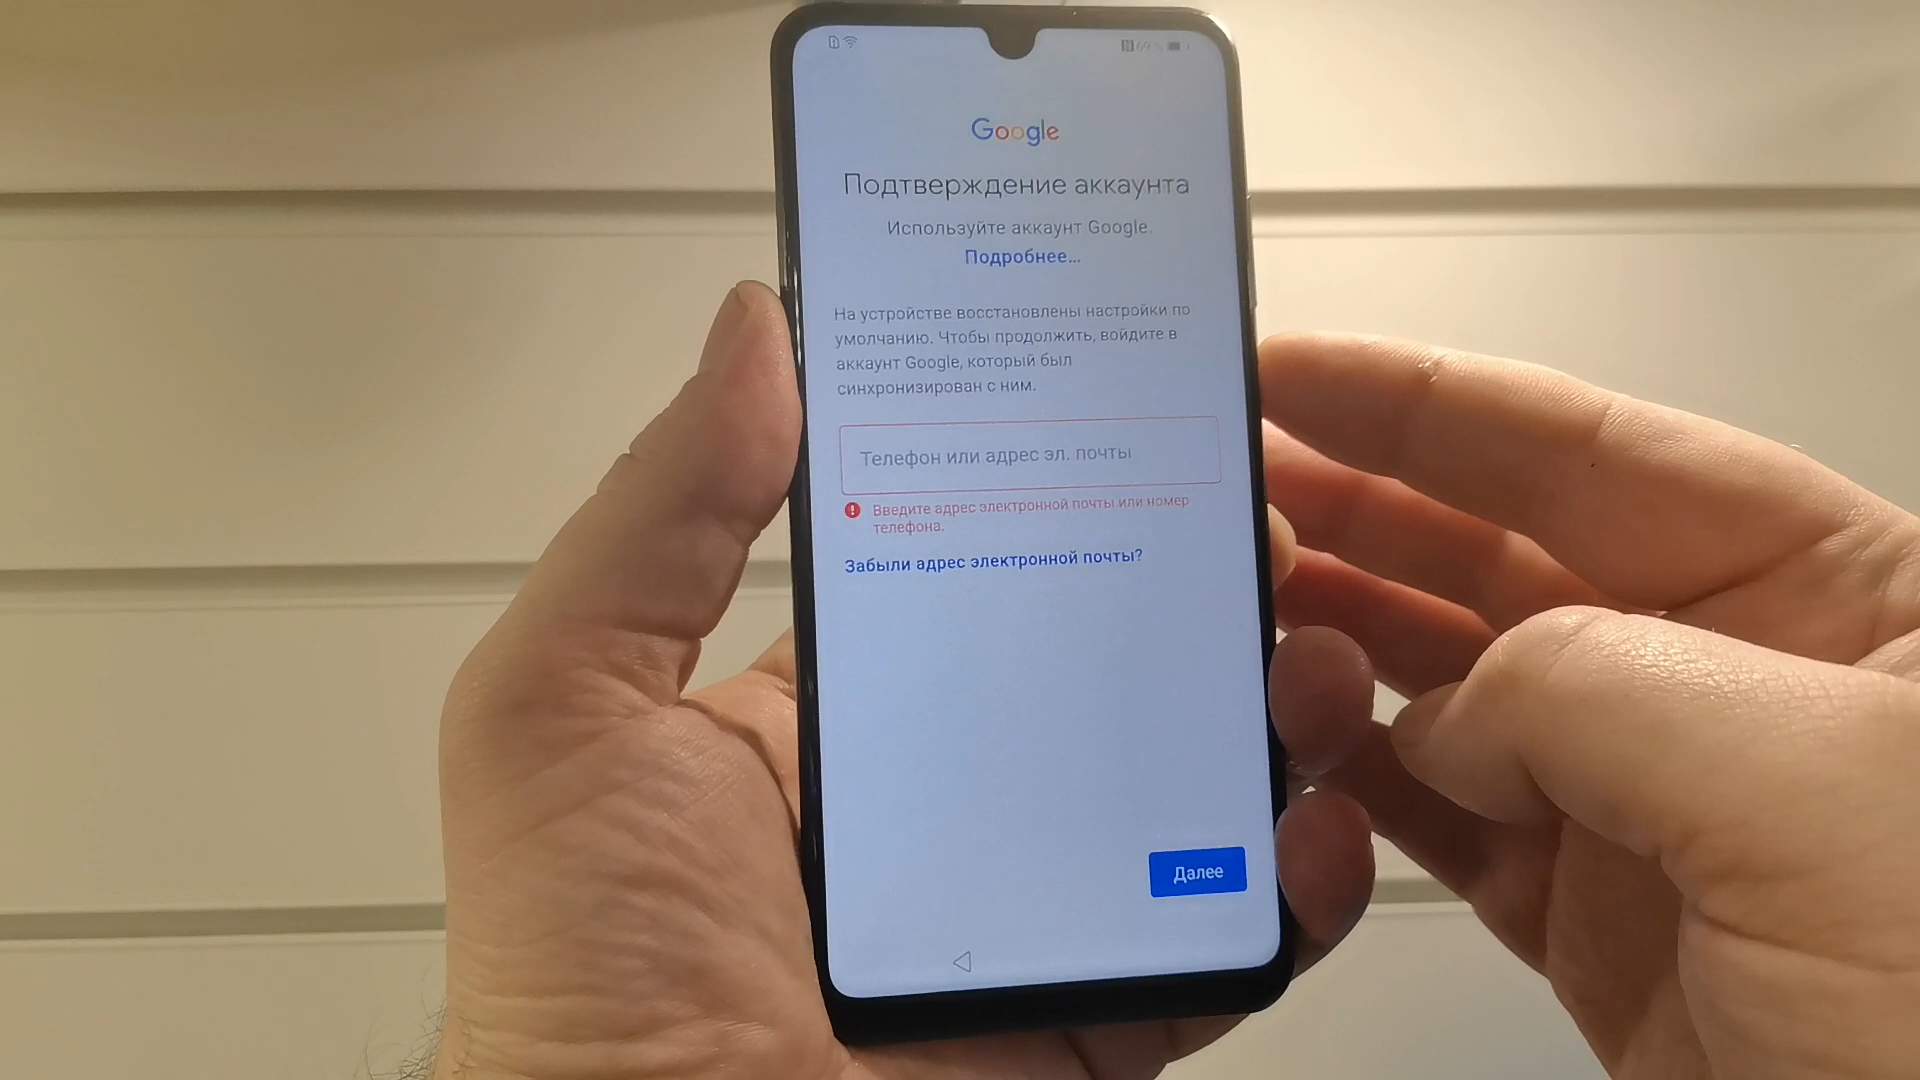 69 %
Google
Подтверждение аккаунта
Используйте аккаунт Google.
Подробнее...
На устройстве восстановлены настройки по
умолчанию. Чтобы продолжить, войдите в
аккаунт Google, который был
синхронизирован с ним.
Телефон или адрес эл. почты
Введите адрес электронной почты или номер
телефона.
Забыли адрес электронной почты?
Далее